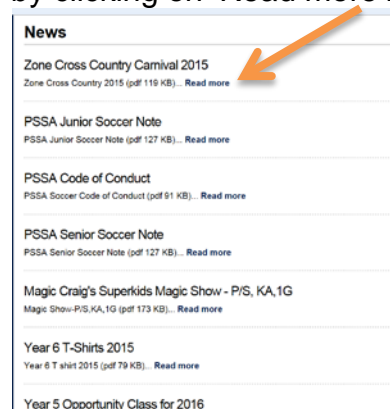 by clicking on 'Read more
News
Zone Cross Country Carnival 2015
Zone Cross Country 2015 (pdf 119 KB)... Read more
PSSA Junior Soccer Note
PSSA Junior Soccer Note (pdf 127 KB)... Read more
PSSA Code of Conduct
PSSA Soccer Code of Conduct (pdf 91 KB)... Read more
PSSA Senior Soccer Note
PSSA Senior Soccer Note (pdf 127 KB)... Read more
Magic Craig's Superkids Magic Show - P/S, KA,1G
Magic Show-P/S,KA,1G (pdf 173 KB)... Read more
Year 6 T-Shirts 2015
Year 6 T shirt 2015 (pdf 79 KB)... Read more
Year 5 Opportunity Class for 2016